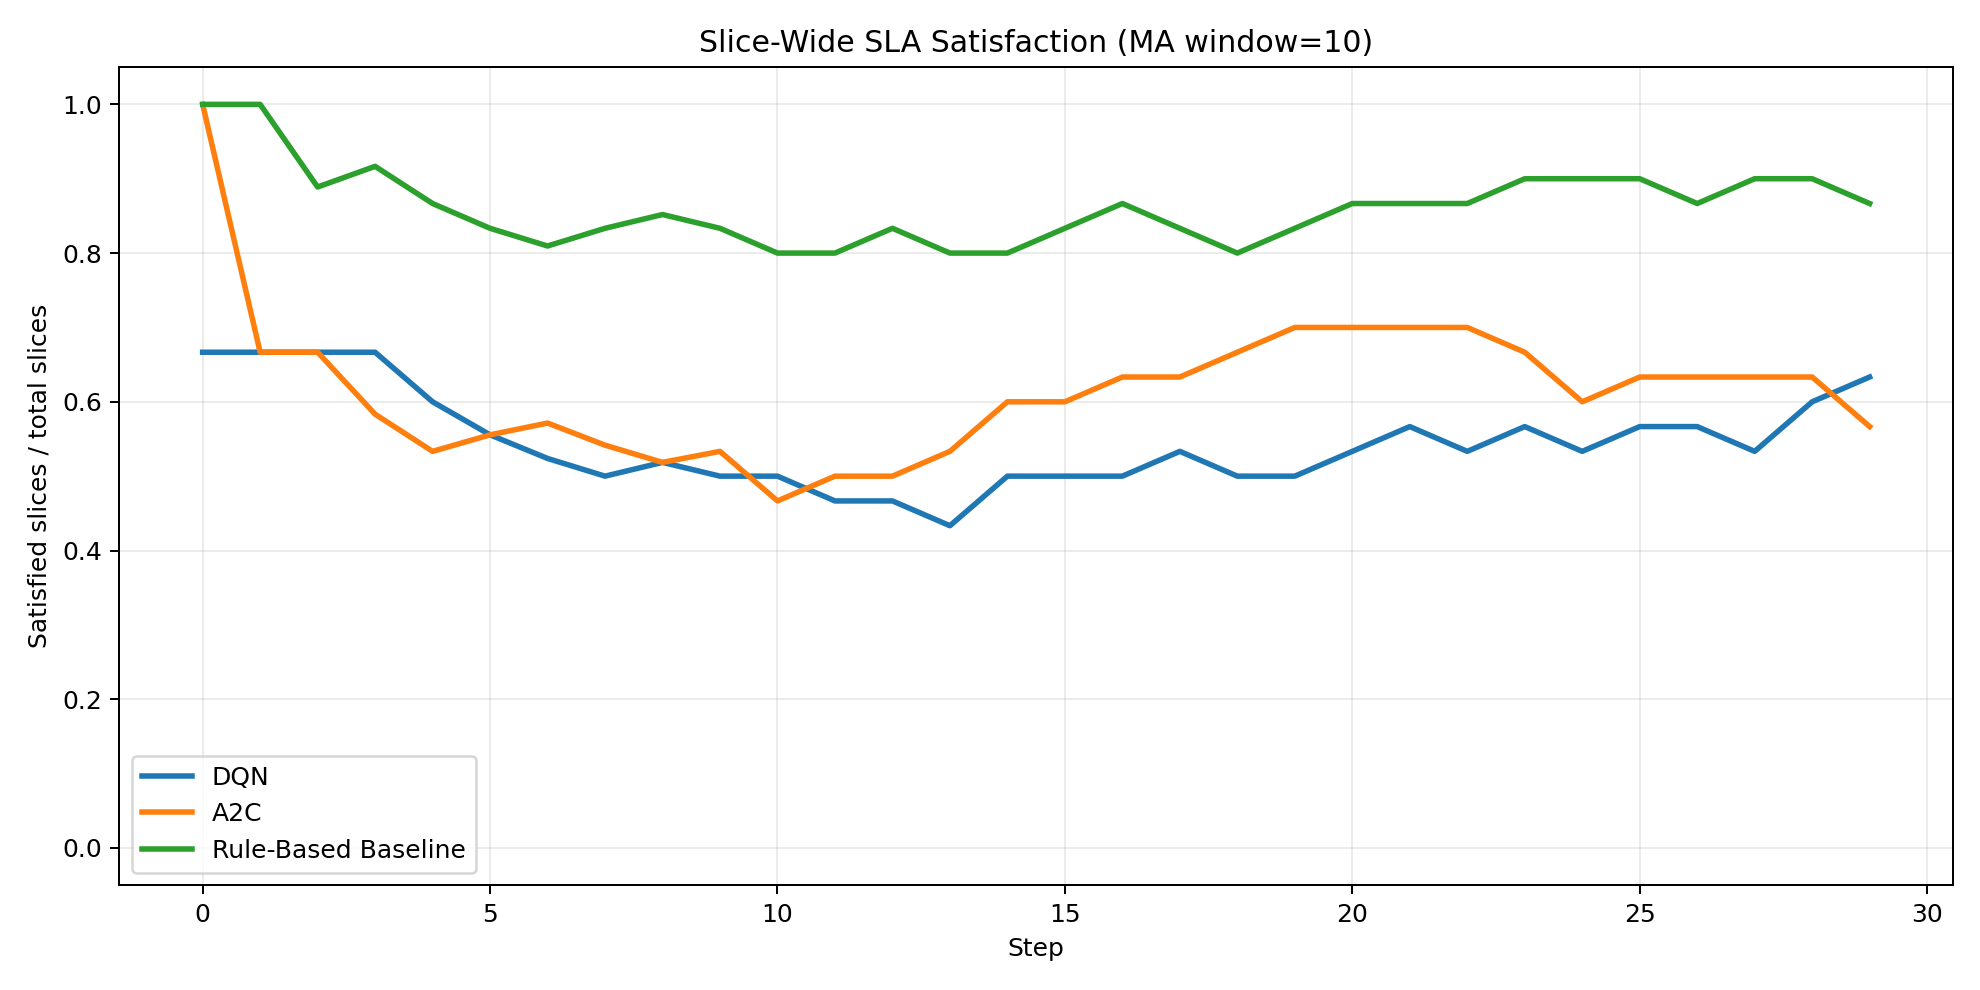 Slice-Wide SLA Satisfaction (MA window=10)
Satisfied slices / total slices
1.0
0.8
0.6
0.4
0.2
0.0
DQN
A2C
Rule-Based Baseline
0 5 10 15 20 25 30
Step